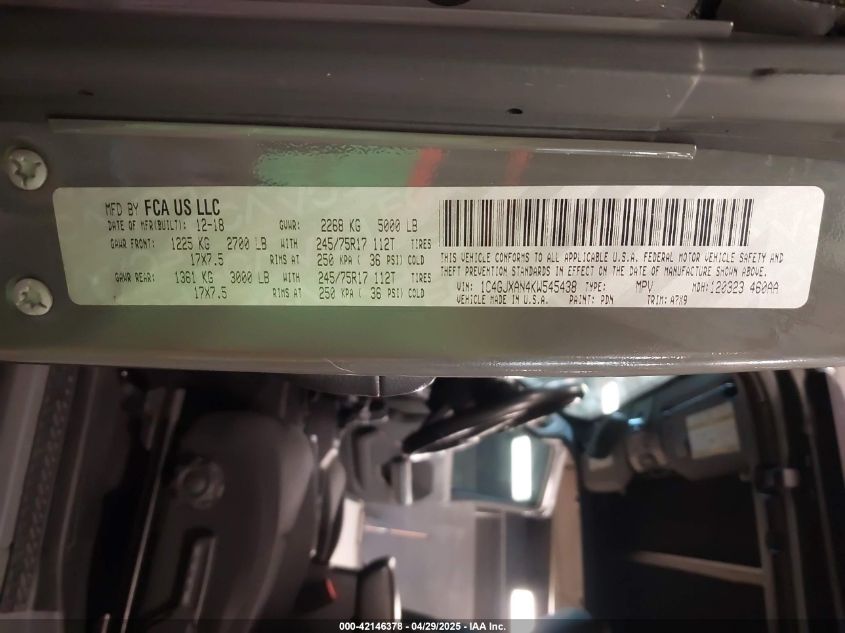 MFD BY FCA US LLC
DATE OF MFR(BUILT): 12-18 GVWR: 2268 KG 5000 LB
GAWR FRONT: 1225 KG 2700 LB WITH 245/75R17 112T TIRES
17X7.5 RIMS AT 250 KPA ( 36 PSI) COLD
GAWR REAR: 1361 KG 3000 LB WITH 245/75R17 112T TIRES
17X7.5 RIMS AT 250 KPA ( 36 PSI) COLD
THIS VEHICLE CONFORMS TO ALL APPLICABLE U.S.A. FEDERAL MOTOR VEHICLE SAFETY AND
THEFT PREVENTION STANDARDS IN EFFECT ON THE DATE OF MANUFACTURE SHOWN ABOVE.
VIN: 1C4GJXAN4KW545438 TYPE: MPV MDH: 120323 460AA
VEHICLE MADE IN U.S.A. PAINT: PDN TRIM: A7X9
000-42146378 - 04/29/2025 - IAA Inc.